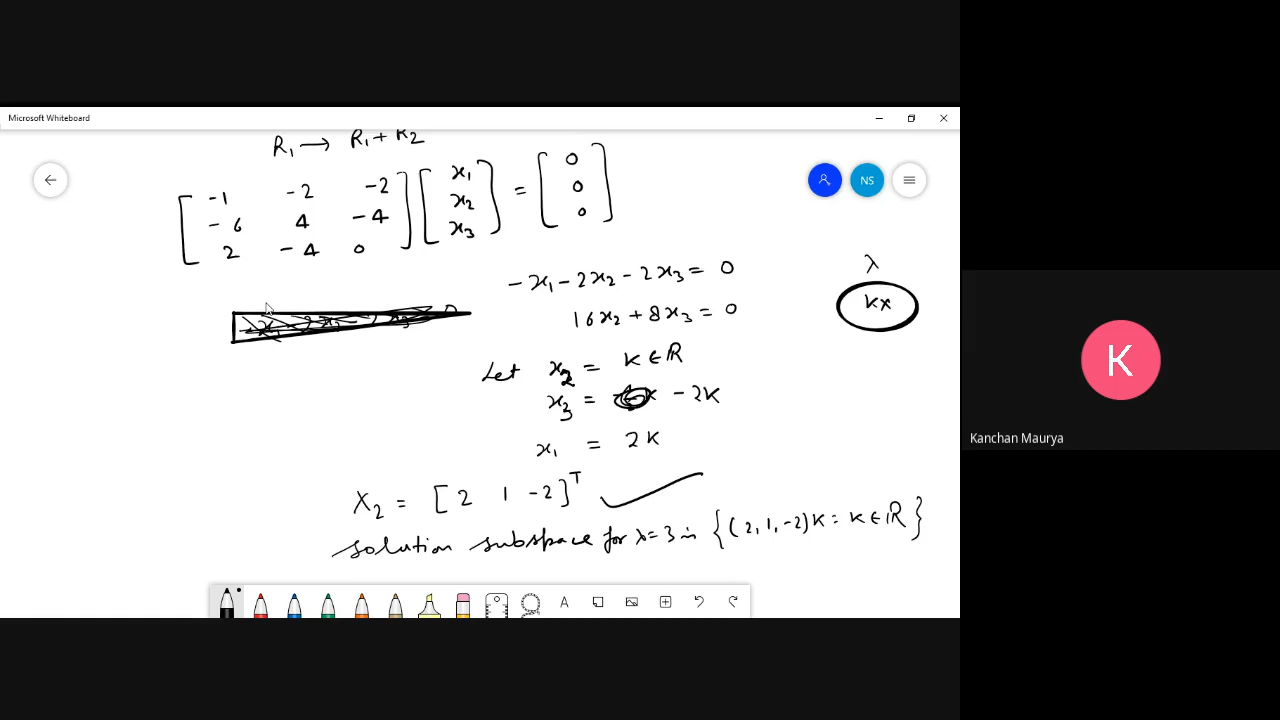 Microsoft Whiteboard
R₁ → R₁ + R₂
[ -1 -2 -2 ] [ x₁ ] = [ 0 ]
[ -6 4 -4 ] [ x₂ ] [ 0 ]
[ 2 -4 0 ] [ x₃ ] [ 0 ]
NS
λ
-x₁ - 2x₂ - 2x₃ = 0
kx
16x₂ + 8x₃ = 0
Let x₂ = k ∈ ℝ
x₃ = -2k
x₁ = 2k
X₂ = [2 1 -2]ᵀ
solution subspace for λ=3 is {(2, 1, -2)k : k ∈ ℝ}
K
Kanchan Maurya
A